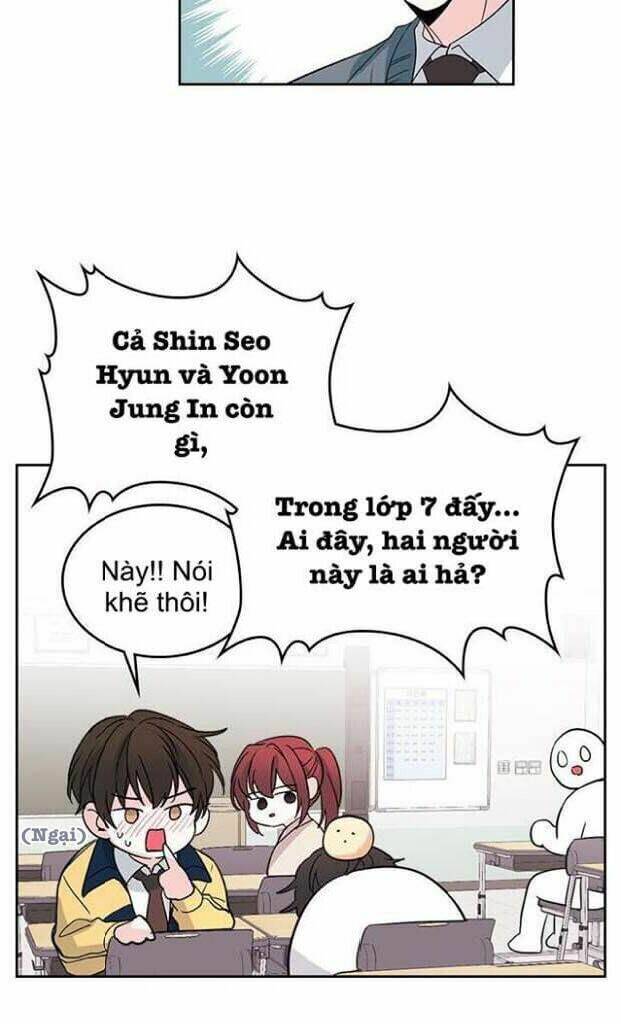 Cả Shin Seo
Hyun và Yoon
Jung In còn
gì,
Trong lớp 7 đấy...
Ai đây, hai người
này là ai hả?
Này!! Nói
khẽ thôi!
(Ngại)